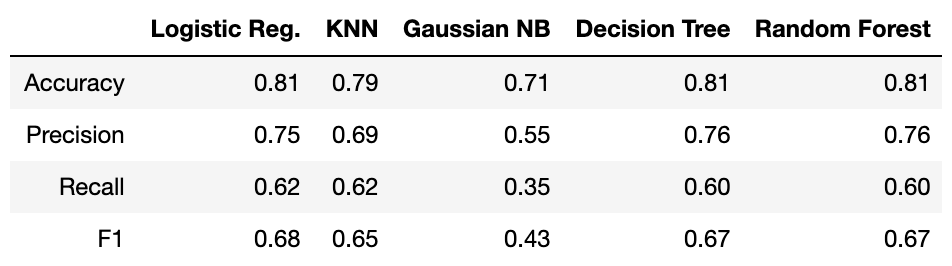 Logistic Reg. KNN Gaussian NB Decision Tree Random Forest
Accuracy 0.81 0.79 0.71 0.81 0.81
Precision 0.75 0.69 0.55 0.76 0.76
Recall 0.62 0.62 0.35 0.60 0.60
F1 0.68 0.65 0.43 0.67 0.67